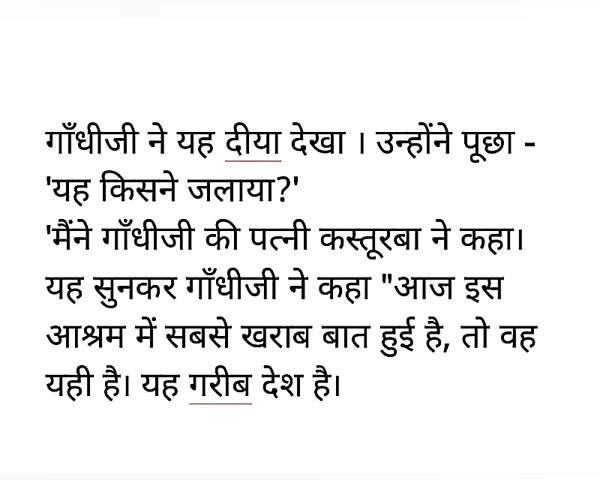 गाँधीजी ने यह दीया देखा । उन्होंने पूछा -
'यह किसने जलाया?'
'मैंने गाँधीजी की पत्नी कस्तूरबा ने कहा।
यह सुनकर गाँधीजी ने कहा "आज इस
आश्रम में सबसे खराब बात हुई है, तो वह
यही है। यह गरीब देश है।